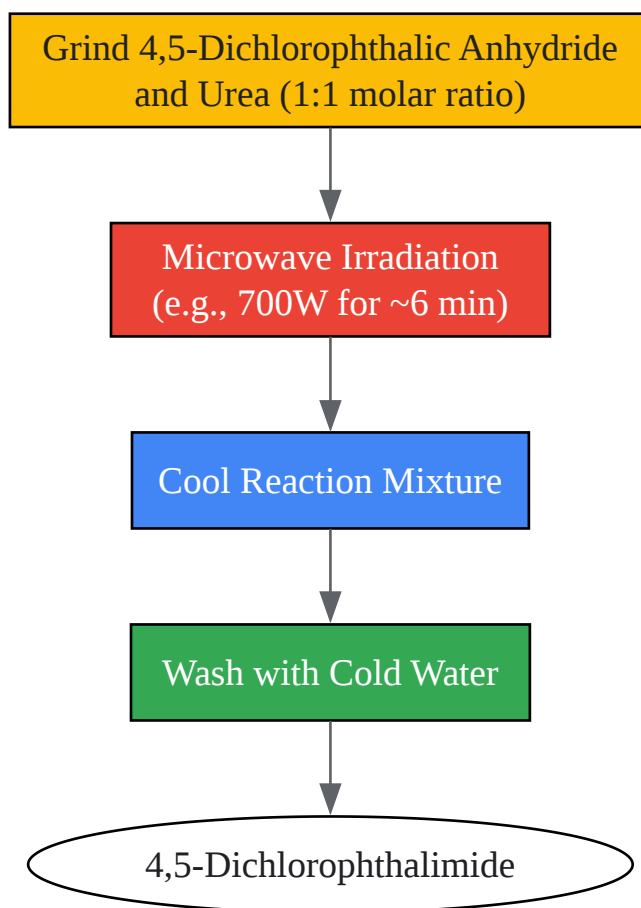 Grind 4,5-Dichlorophthalic Anhydride
and Urea (1:1 molar ratio)
Microwave Irradiation
(e.g., 700W for ~6 min)
Cool Reaction Mixture
Wash with Cold Water
4,5-Dichlorophthalimide